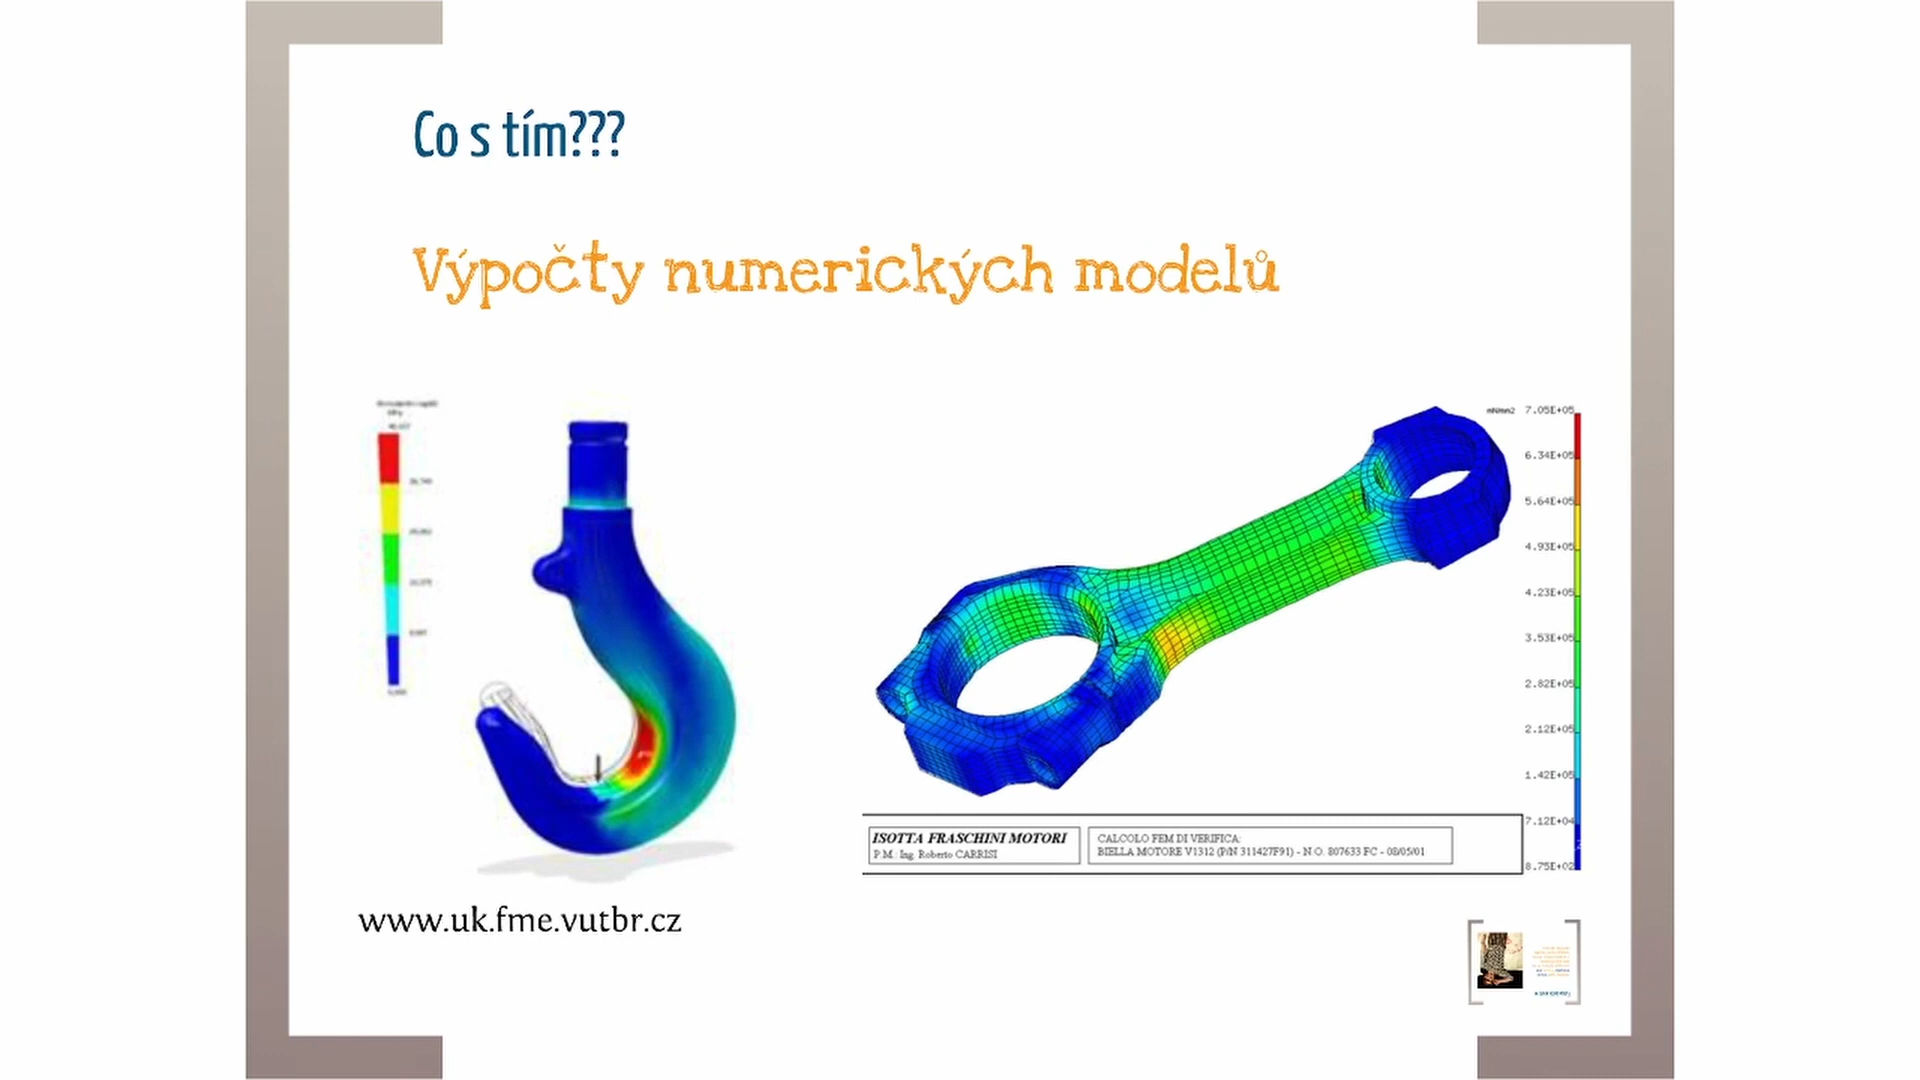 Co s tím???
Výpočty numerických modelů
mN/mm2
7.05E+05
6.34E+05
5.64E+05
4.93E+05
4.23E+05
3.53E+05
2.82E+05
2.12E+05
1.42E+05
7.12E+04
8.75E+02
ISOTTA FRASCHINI MOTORI
P.M.: Ing. Roberto CARRISI
CALCOLO FEM DI VERIFICA:
BIELLA MOTORE V1312 (P/N 311427F91) - N.O. 807633 FC - 08/05/01
www.uk.fme.vutbr.cz